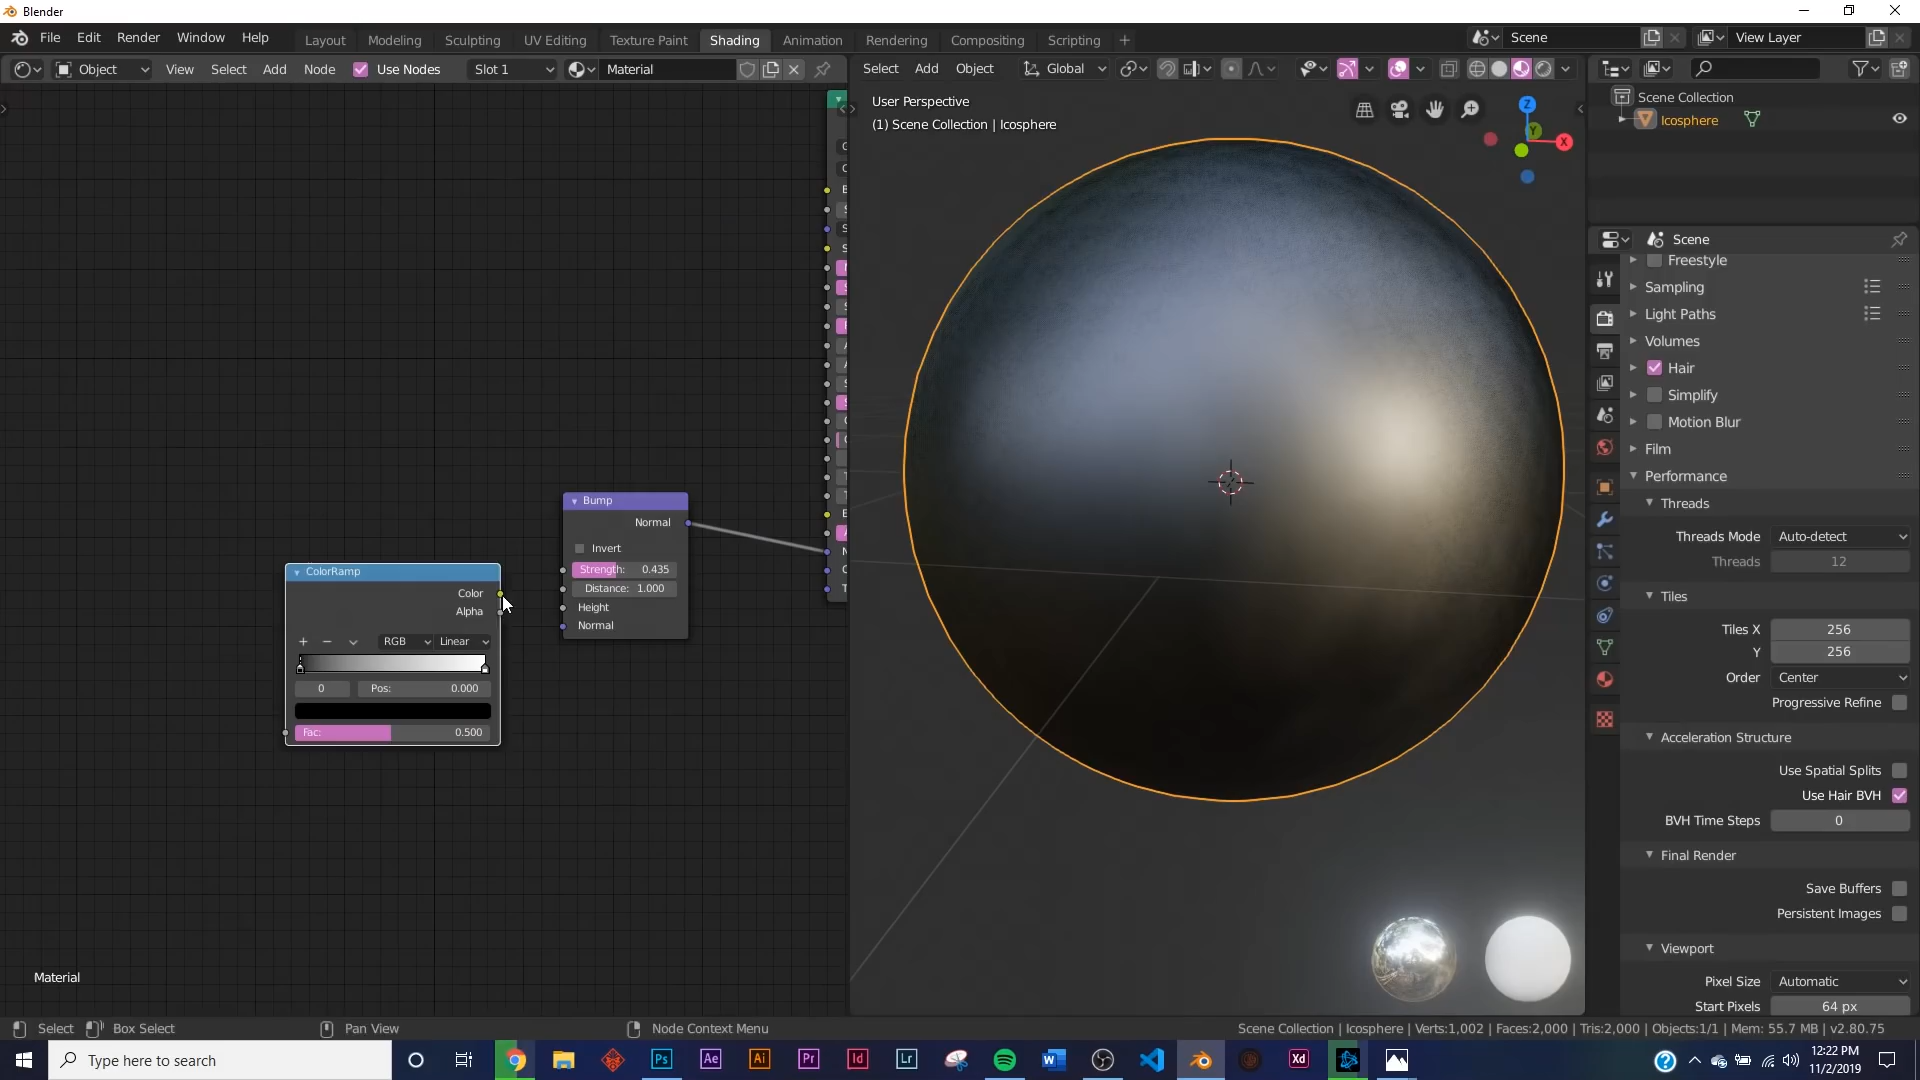 Blender
File Edit Render Window Help
Layout Modeling Sculpting UV Editing Texture Paint Shading Animation Rendering Compositing Scripting +
Scene
View Layer
Object View Select Add Node Use Nodes Slot 1 Material
Select Add Object Global
User Perspective
(1) Scene Collection | Icosphere
Z
Y
X
Scene Collection
Icosphere
Scene
Freestyle
Sampling
Light Paths
Volumes
Hair
Simplify
Motion Blur
Film
Performance
Threads
Threads Mode Auto-detect
Threads 12
Tiles
Tiles X 256
Y 256
Order Center
Progressive Refine
Acceleration Structure
Use Spatial Splits
Use Hair BVH
BVH Time Steps 0
Final Render
Save Buffers
Persistent Images
Viewport
Pixel Size Automatic
Start Pixels 64 px
Bump
Normal
Invert
Strength: 0.435
Distance: 1.000
Height
Normal
ColorRamp
Color
Alpha
+ − RGB Linear
0 Pos: 0.000
Fac: 0.500
Material
Select Box Select Pan View Node Context Menu
Scene Collection | Icosphere | Verts:1,002 | Faces:2,000 | Tris:2,000 | Objects:1/1 | Mem: 55.7 MB | v2.80.75
Type here to search
Ps Ae Ai Pr Id Lr W Xd
12:22 PM
11/2/2019